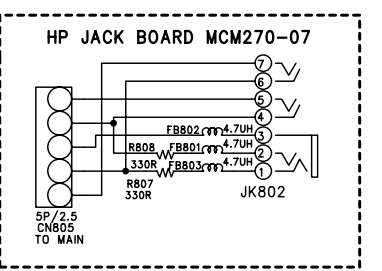 HP JACK BOARD MCM270-07
7
6
5
4
FB802 4.7UH 3
R808 FB801 4.7UH 2
330R FB803 4.7UH 1
R807
330R
JK802
5P/2.5
CN805
TO MAIN